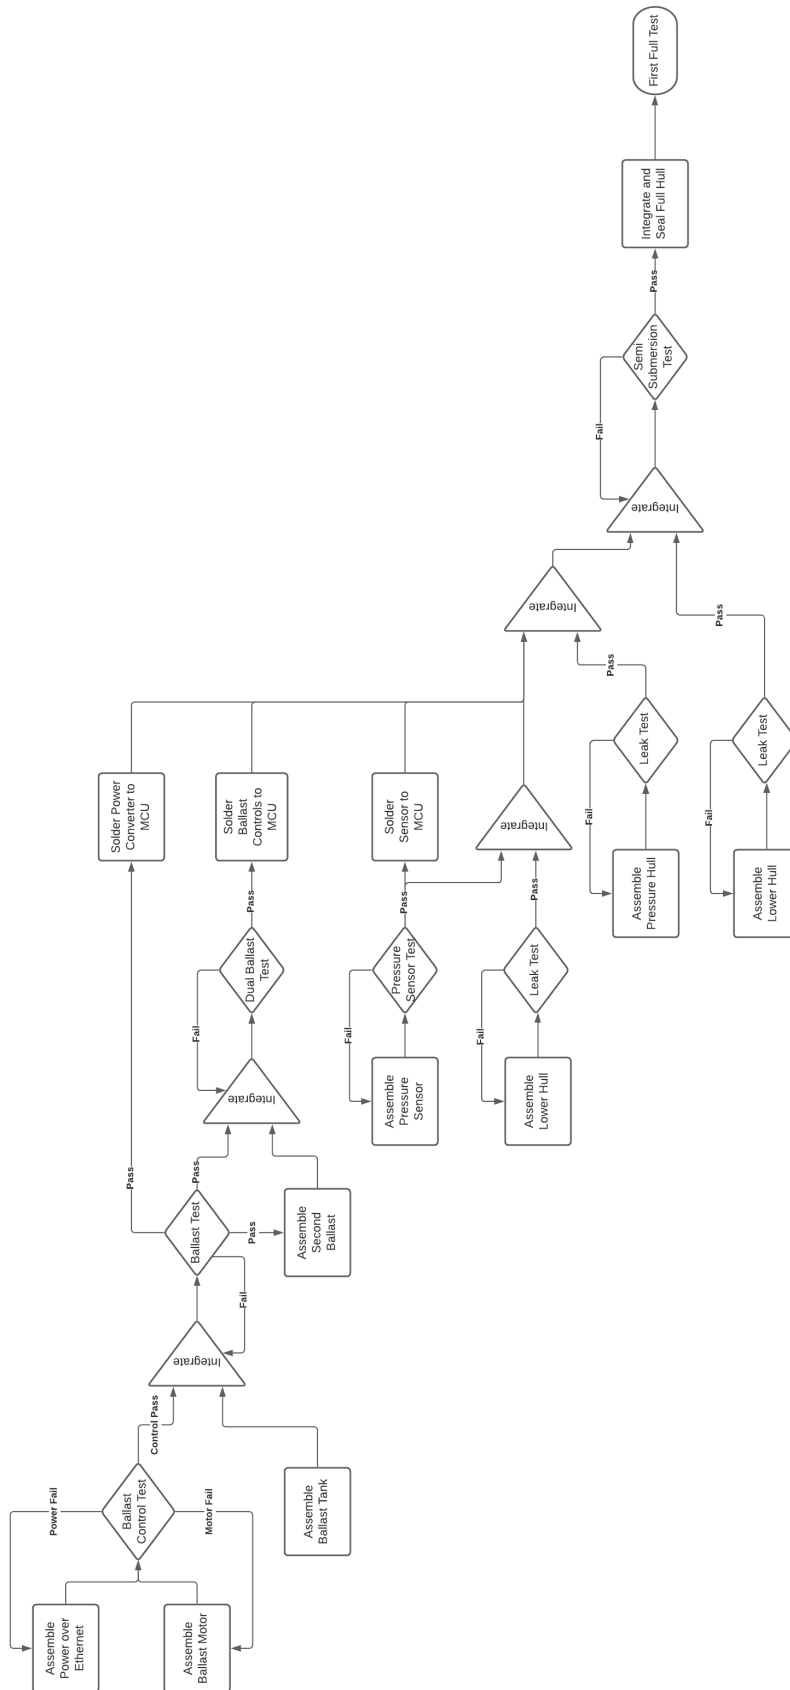 First Full Test
Integrate and
Seal Full Hull
Pass
Semi
Submersion
Test
Fail
Integrate
Integrate
Pass
Pass
Leak Test
Leak Test
Fail
Fail
Assemble
Pressure Hull
Assemble
Lower Hull
Solder Power
Converter to
MCU
Solder
Ballast
Controls to
MCU
Solder
Sensor to
MCU
Integrate
Pass
Pass
Pass
Dual Ballast
Test
Pressure
Sensor Test
Leak Test
Fail
Fail
Fail
Integrate
Assemble
Pressure
Sensor
Assemble
Lower Hull
Pass
Pass
Ballast Test
Pass
Assemble
Second
Ballast
Fail
Integrate
Control Pass
Power Fail
Ballast
Control Test
Motor Fail
Assemble
Ballast Tank
Assemble
Power over
Ethernet
Assemble
Ballast Motor